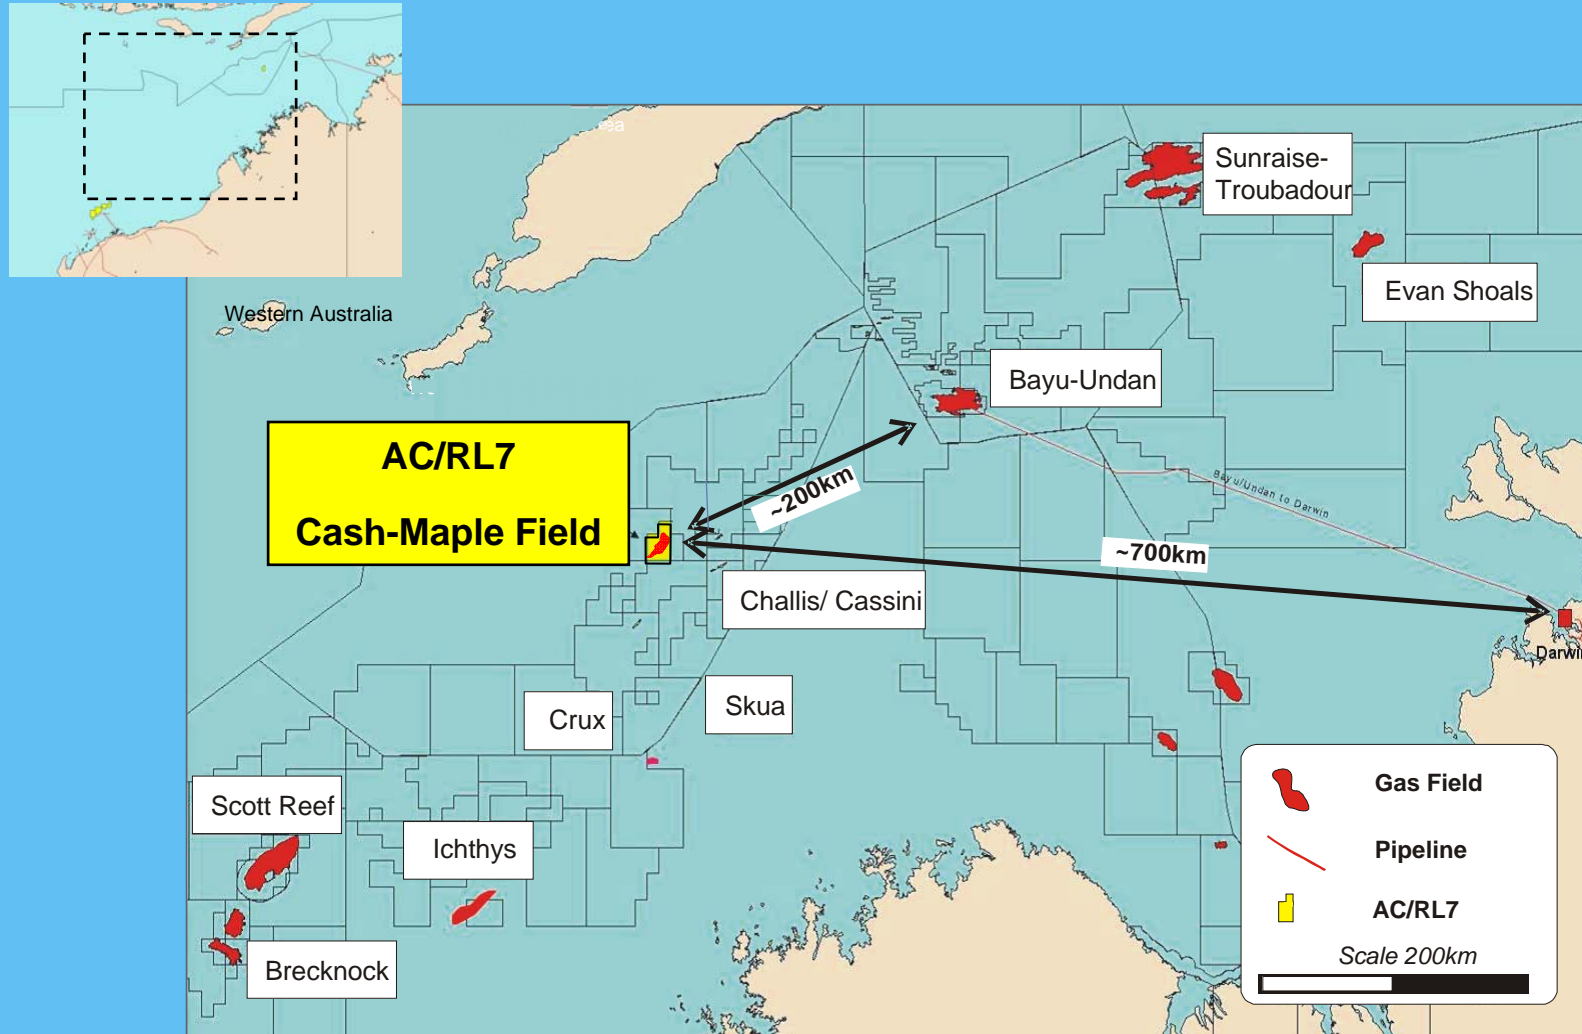 Sunraise-
Troubadour
Evan Shoals
Western Australia
Bayu-Undan
AC/RL7
Cash-Maple Field
~200km
Bayu/Undan to Darwin
~700km
Challis/ Cassini
Darwin
Crux
Skua
Scott Reef
Ichthys
Brecknock
Gas Field
Pipeline
AC/RL7
Scale 200km